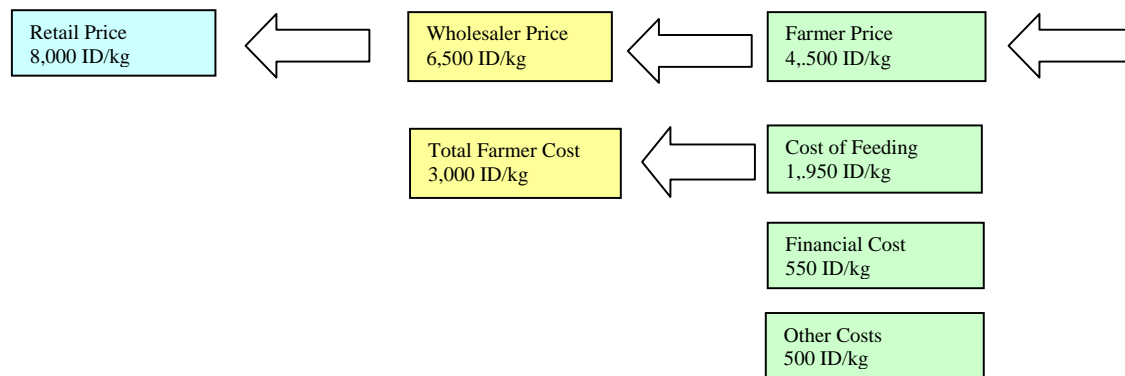 Retail Price
8,000 ID/kg
Wholesaler Price
6,500 ID/kg
Farmer Price
4,.500 ID/kg
Total Farmer Cost
3,000 ID/kg
Cost of Feeding
1,.950 ID/kg
Financial Cost
550 ID/kg
Other Costs
500 ID/kg